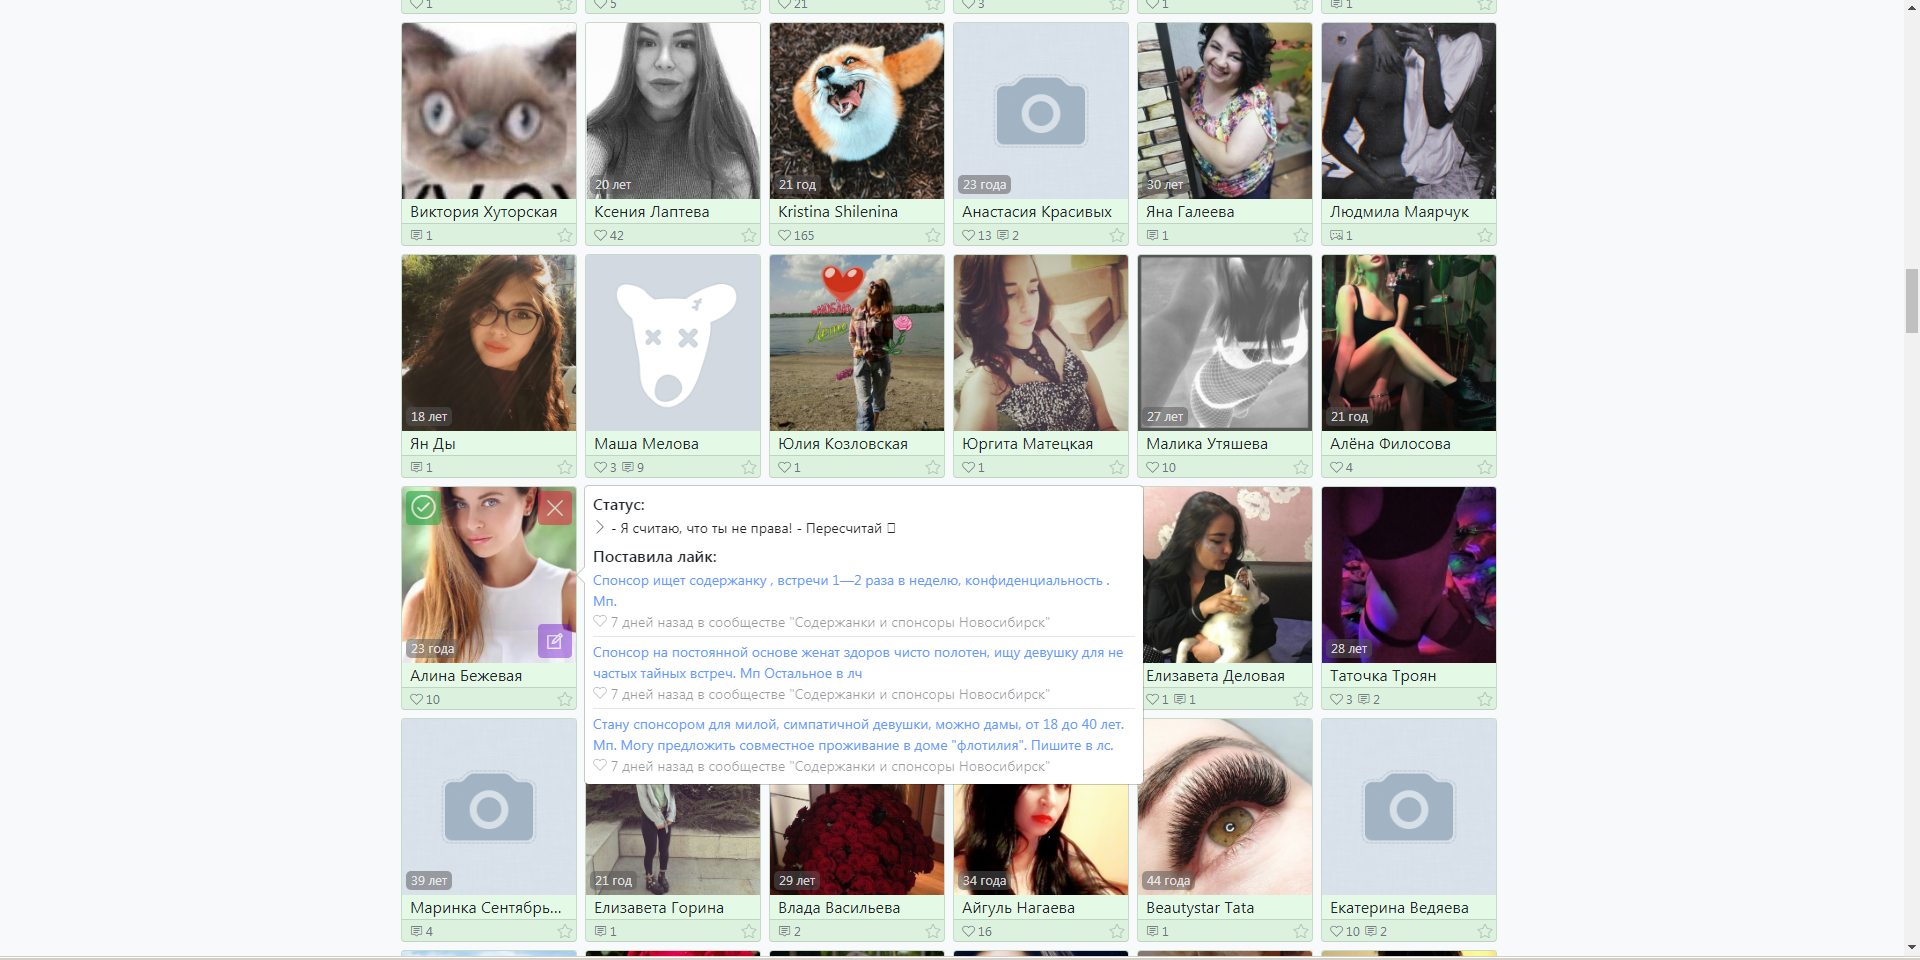 1
5
21
3
1
1
20 лет
21 год
23 года
30 лет
Виктория Хуторская
Ксения Лаптева
Kristina Shilenina
Анастасия Красивых
Яна Галеева
Людмила Маярчук
1
42
165
13 2
1
1
18 лет
27 лет
21 год
Ян Ды
Маша Мелова
Юлия Козловская
Юргита Матецкая
Малика Утяшева
Алёна Филосова
1
3 9
1
1
10
4
Статус:
- Я считаю, что ты не права! - Пересчитай
Поставила лайк:
Спонсор ищет содержанку , встречи 1—2 раза в неделю, конфиденциальность .
Мп.
7 дней назад в сообществе "Содержанки и спонсоры Новосибирск"
Спонсор на постоянной основе женат здоров чисто полотен, ищу девушку для не
частых тайных встреч. Мп Остальное в лч
7 дней назад в сообществе "Содержанки и спонсоры Новосибирск"
Стану спонсором для милой, симпатичной девушки, можно дамы, от 18 до 40 лет.
Мп. Могу предложить совместное проживание в доме "флотилия". Пишите в лс.
7 дней назад в сообществе "Содержанки и спонсоры Новосибирск"
23 года
28 лет
Алина Бежевая
Елизавета Деловая
Таточка Троян
10
1 1
3 2
39 лет
21 год
29 лет
34 года
44 года
Маринка Сентябрь...
Елизавета Горина
Влада Васильева
Айгуль Нагаева
Beautystar Tata
Екатерина Ведяева
4
1
2
16
1
10 2